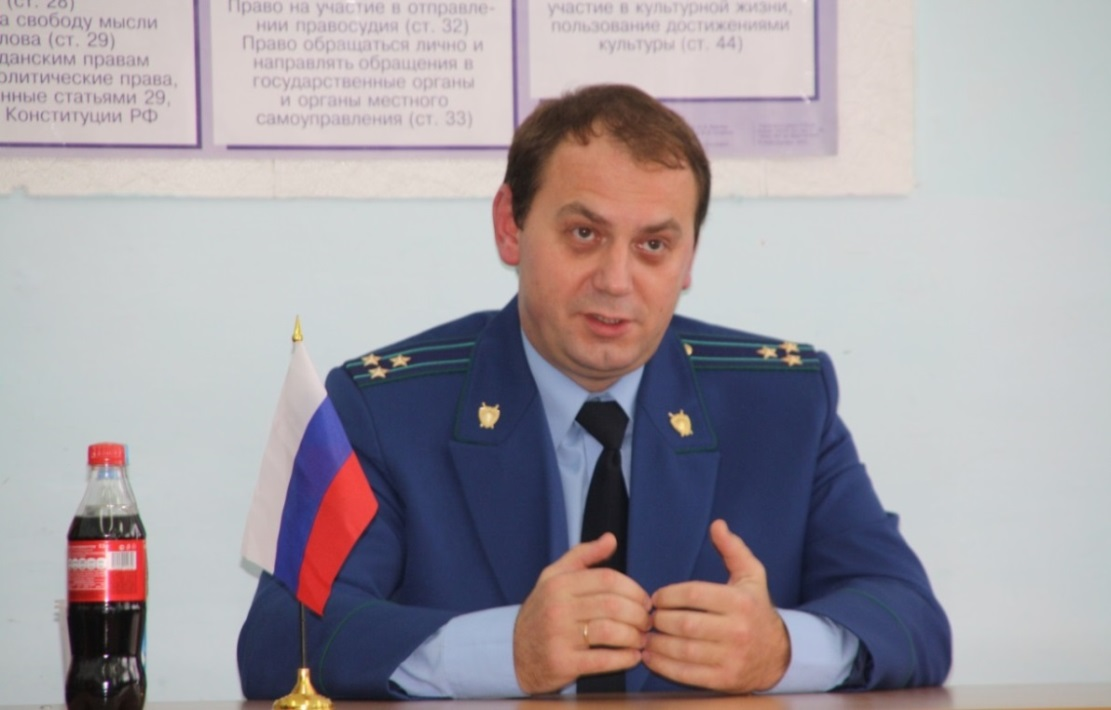 (ст. 28)
а свободу мысли
лова (ст. 29)
данским правам
олитические права,
нные статьями 29,
Конституции РФ
Право на участие в отправле-
нии правосудия (ст. 32)
Право обращаться лично и
направлять обращения в
государственные органы
и органы местного
самоуправления (ст. 33)
участие в культурной жизни,
пользование достижениями
культуры (ст. 44)